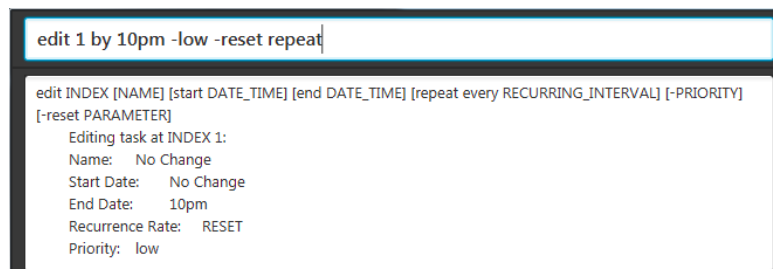 edit 1 by 10pm -low -reset repeat
edit INDEX [NAME] [start DATE_TIME] [end DATE_TIME] [repeat every RECURRING_INTERVAL] [-PRIORITY]
[-reset PARAMETER]
Editing task at INDEX 1:
Name: No Change
Start Date: No Change
End Date: 10pm
Recurrence Rate: RESET
Priority: low